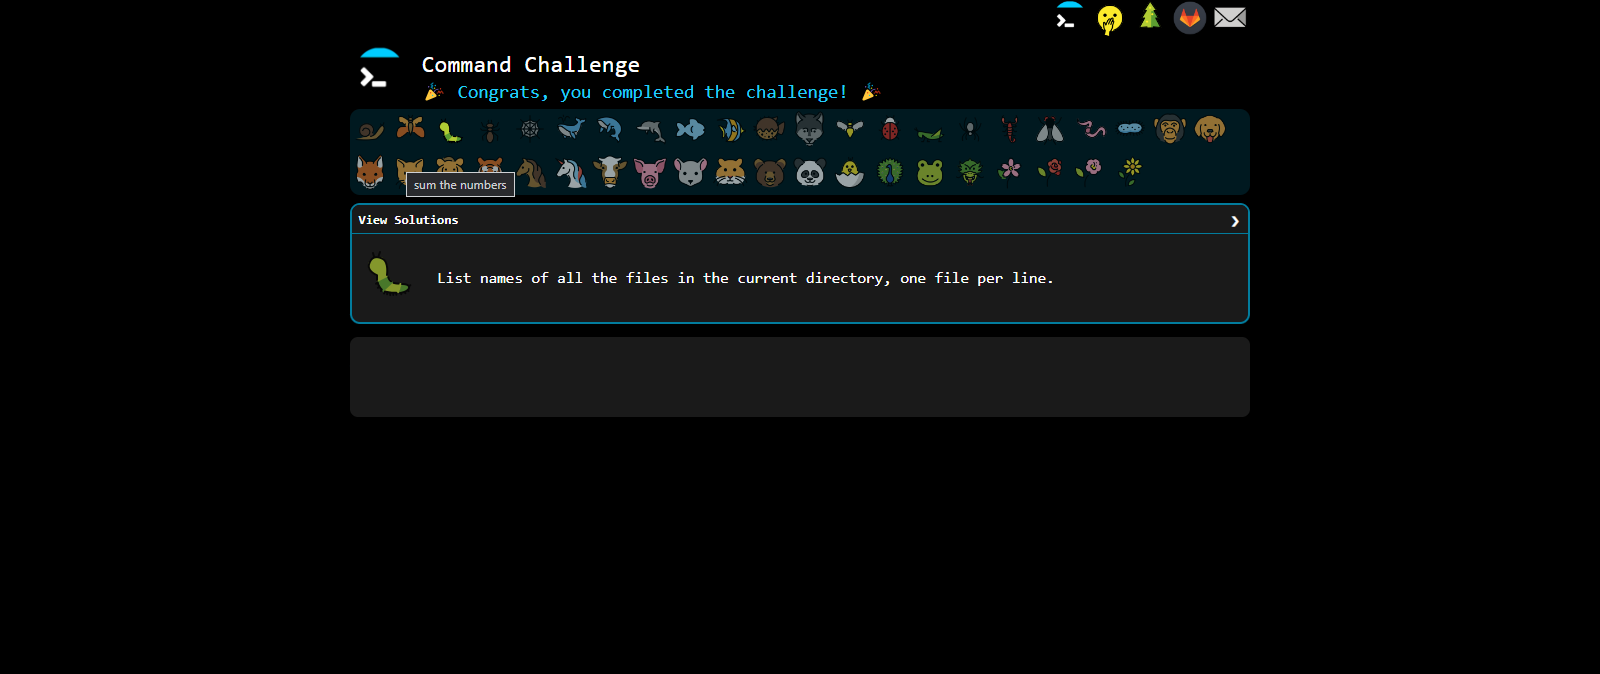 Command Challenge
Congrats, you completed the challenge!
sum the numbers
View Solutions
List names of all the files in the current directory, one file per line.